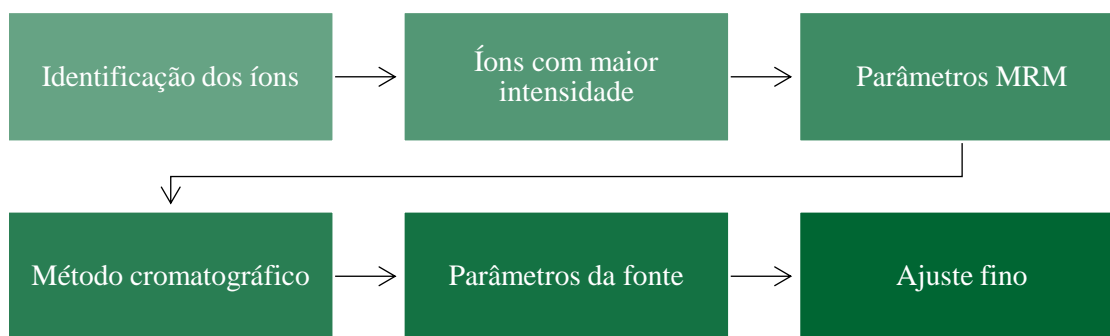 Identificação dos íons
Íons com maior
intensidade
Parâmetros MRM
Método cromatográfico
Parâmetros da fonte
Ajuste fino